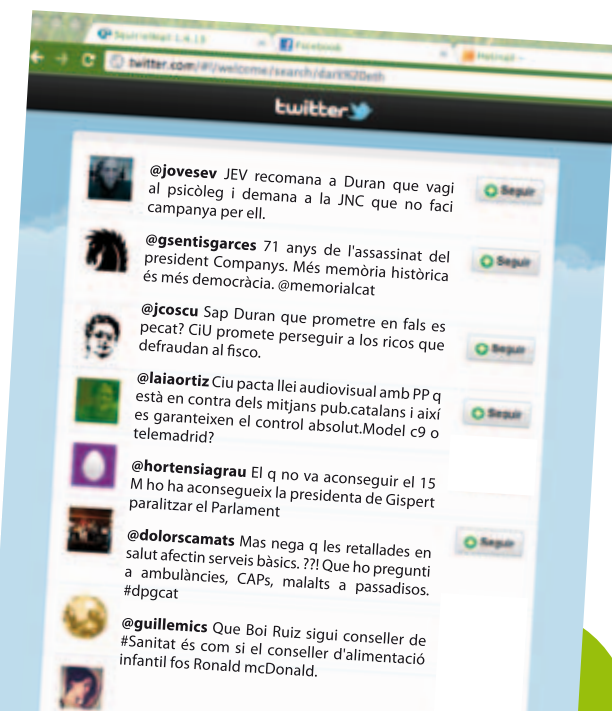 SquirrelMail 1.4.13
Facebook
Hotmail -
twitter.com/#!/welcome/search/dark%20eth
twitter
@jovesev JEV recomana a Duran que vagi
al psicòleg i demana a la JNC que no faci
campanya per ell.
Seguir
@gsentisgarces 71 anys de l'assassinat del
president Companys. Més memòria històrica
és més democràcia. @memorialcat
Seguir
@jcoscu Sap Duran que prometre en fals es
pecat? CiU promete perseguir a los ricos que
defraudan al fisco.
Seguir
@laiaortiz Ciu pacta llei audiovisual amb PP q
està en contra dels mitjans pub.catalans i així
es garanteixen el control absolut.Model c9 o
telemadrid?
Seguir
@hortensiagrau El q no va aconseguir el 15
M ho ha aconsegueix la presidenta de Gispert
paralitzar el Parlament
@dolorscamats Mas nega q les retallades en
salut afectin serveis bàsics. ??! Que ho pregunti
a ambulàncies, CAPs, malalts a passadisos.
#dpgcat
Seguir
@guillemics Que Boi Ruiz sigui conseller de
#Sanitat és com si el conseller d'alimentació
infantil fos Ronald mcDonald.